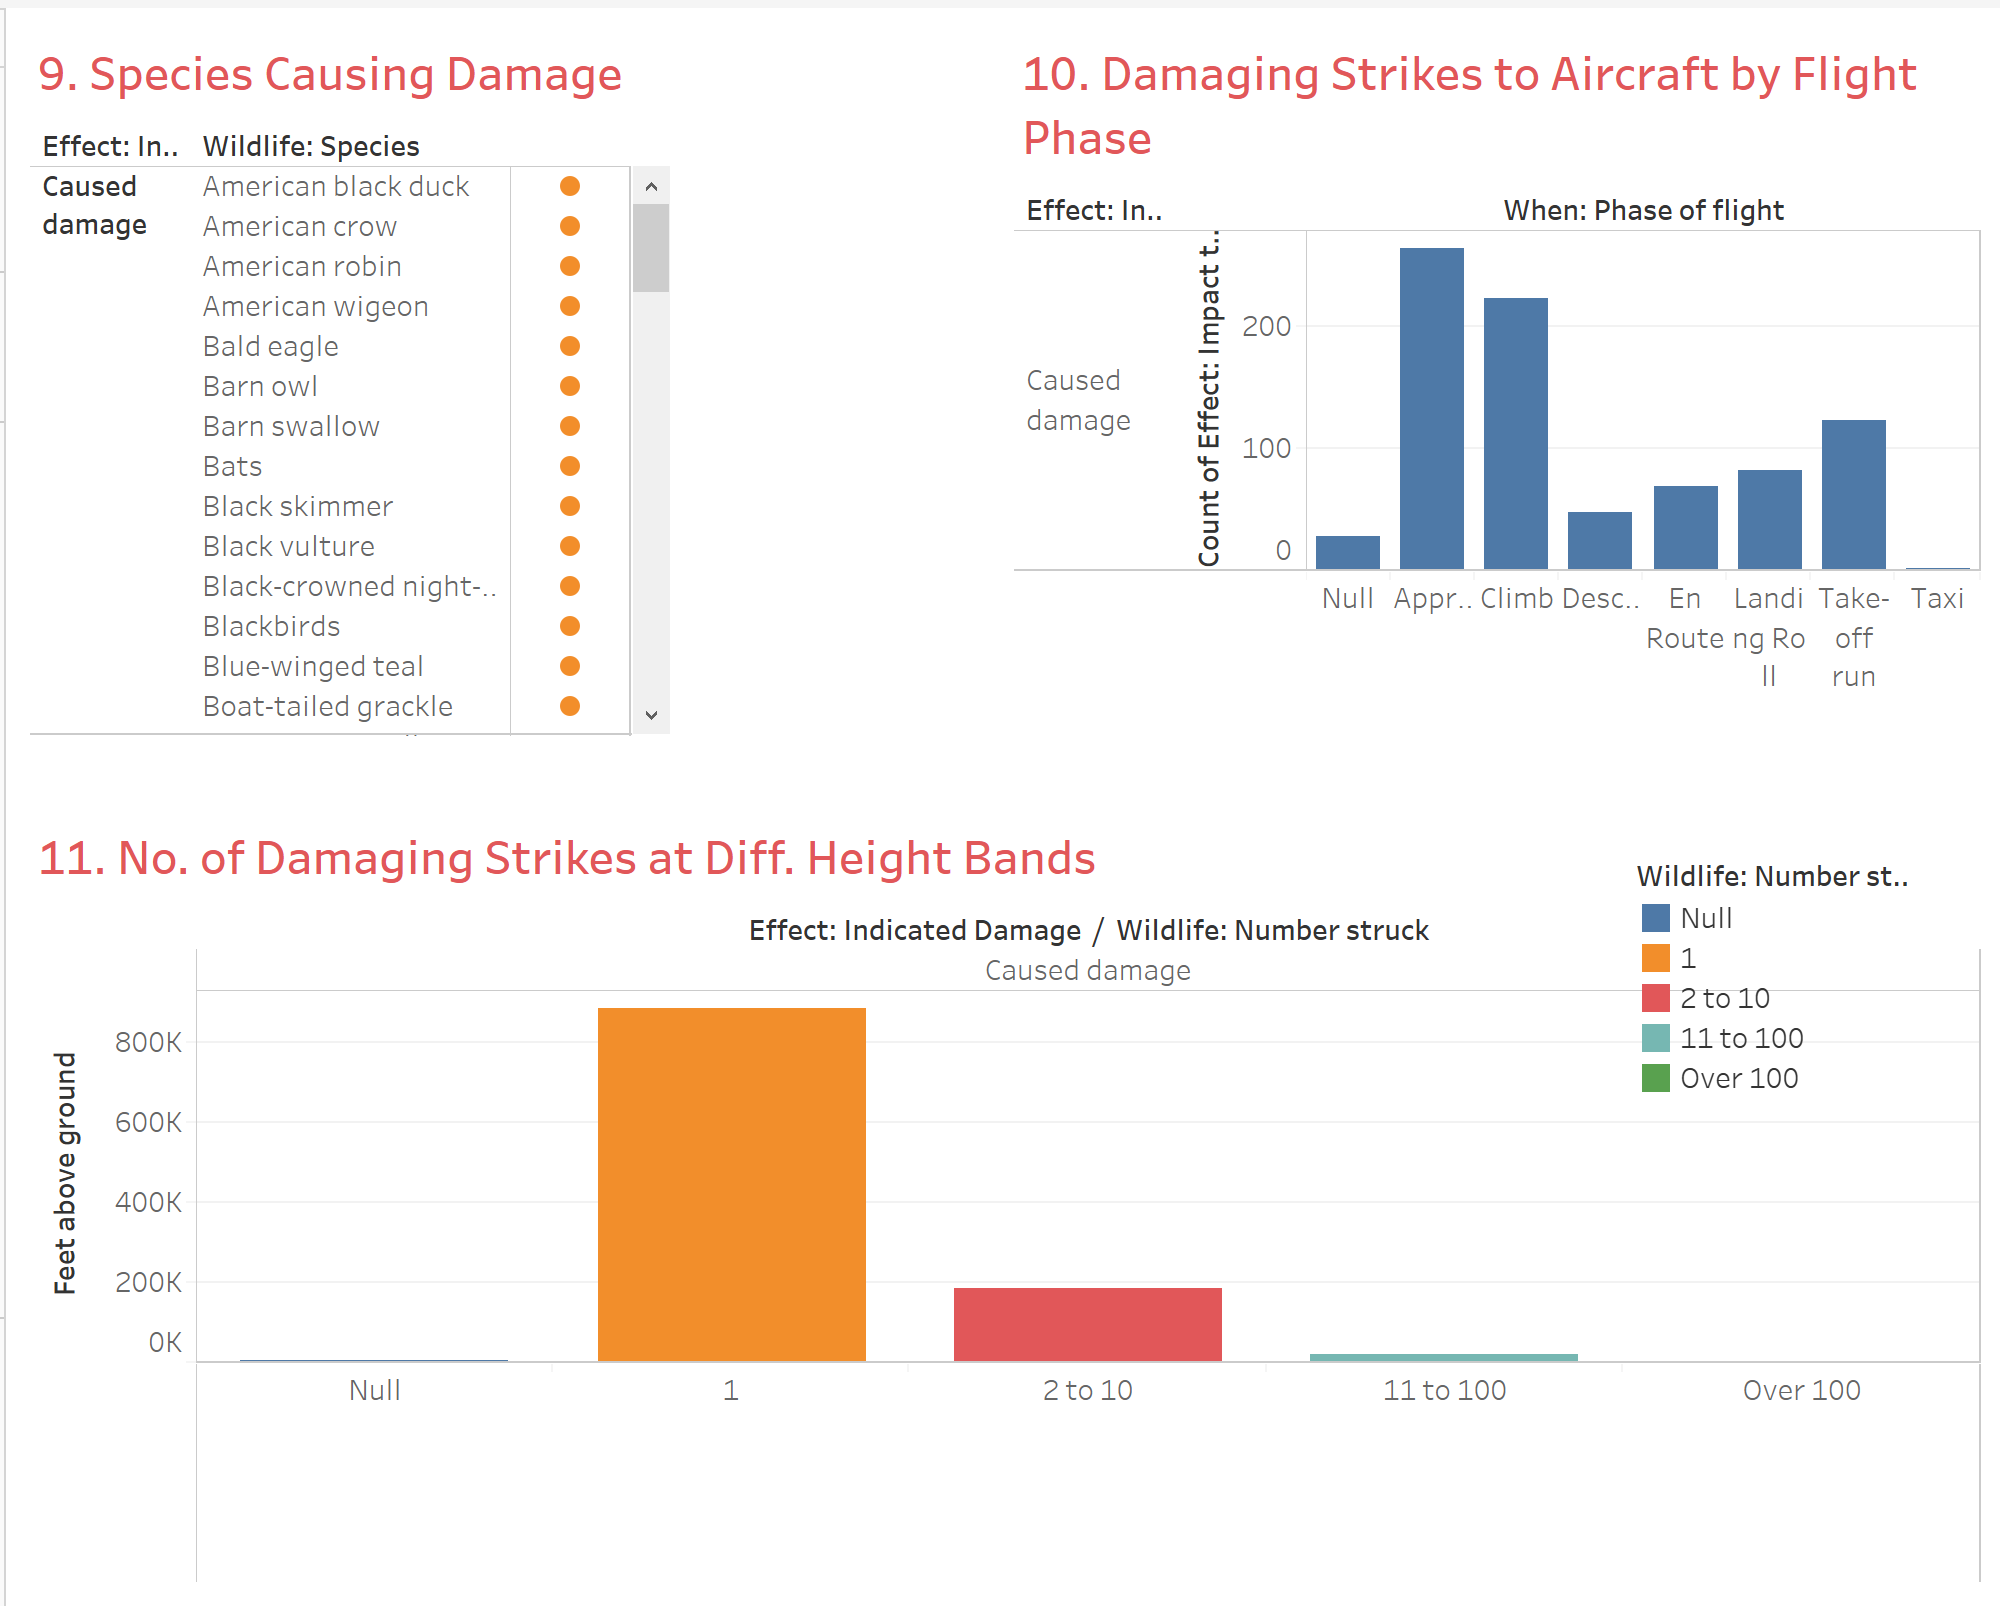 9. Species Causing Damage
Effect: In.. Wildlife: Species
Caused
damage
American black duck
American crow
American robin
American wigeon
Bald eagle
Barn owl
Barn swallow
Bats
Black skimmer
Black vulture
Black-crowned night-..
Blackbirds
Blue-winged teal
Boat-tailed grackle
10. Damaging Strikes to Aircraft by Flight
Phase
Effect: In.. When: Phase of flight
Caused
damage
Count of Effect: Impact t..
200
100
0
Null Appr.. Climb Desc.. En Landi Take- Taxi
Route ng Ro off
ll run
11. No. of Damaging Strikes at Diff. Height Bands
Effect: Indicated Damage / Wildlife: Number struck
Caused damage
Feet above ground
800K
600K
400K
200K
0K
Null 1 2 to 10 11 to 100 Over 100
Wildlife: Number st..
Null
1
2 to 10
11 to 100
Over 100